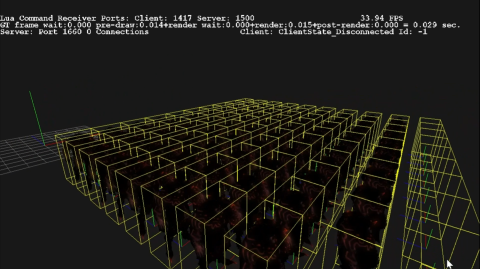 Lua Command Receiver Ports: Client: 1417 Server: 1500 33.94 FPS
GT frame wait:0.000 pre-draw:0.014+render wait:0.000+render:0.015+post-render:0.000 = 0.029 sec.
Server: Port 1660 0 Connections Client: ClientState_Disconnected Id: -1